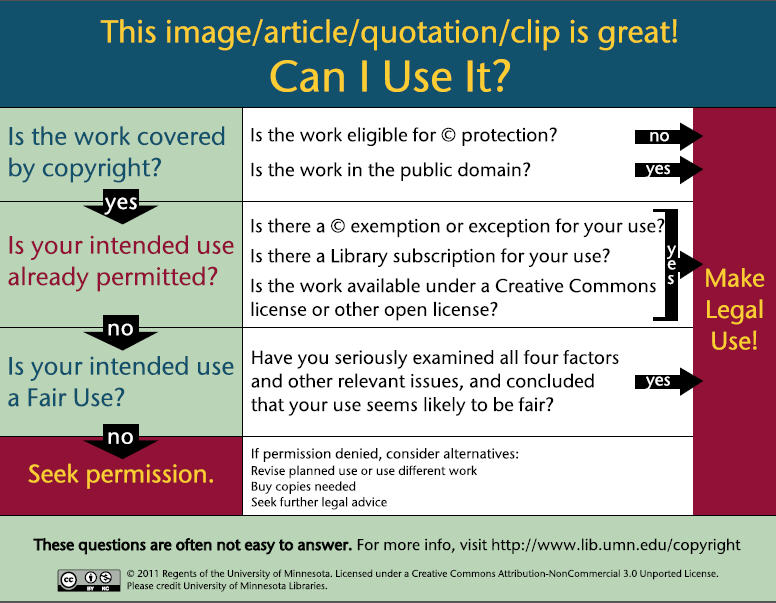 This image/article/quotation/clip is great!
Can I Use It?
Is the work covered
by copyright?
Is the work eligible for © protection?
no
Is the work in the public domain?
yes
yes
Is your intended use
already permitted?
Is there a © exemption or exception for your use?
Is there a Library subscription for your use?
Is the work available under a Creative Commons
license or other open license?
yes
Make
Legal
Use!
no
Is your intended use
a Fair Use?
Have you seriously examined all four factors
and other relevant issues, and concluded
that your use seems likely to be fair?
yes
no
Seek permission.
If permission denied, consider alternatives:
Revise planned use or use different work
Buy copies needed
Seek further legal advice
These questions are often not easy to answer. For more info, visit http://www.lib.umn.edu/copyright
cc BY NC
© 2011 Regents of the University of Minnesota. Licensed under a Creative Commons Attribution-NonCommercial 3.0 Unported License.
Please credit University of Minnesota Libraries.